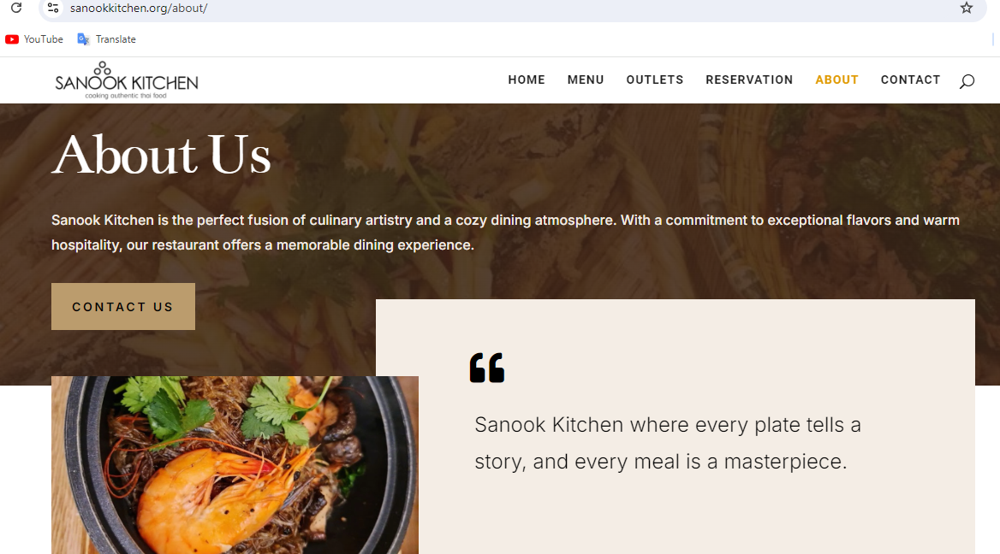 sanookkitchen.org/about/
YouTube Translate
SANOOK KITCHEN
cooking authentic thai food
HOME MENU OUTLETS RESERVATION ABOUT CONTACT
About Us
Sanook Kitchen is the perfect fusion of culinary artistry and a cozy dining atmosphere. With a commitment to exceptional flavors and warm
hospitality, our restaurant offers a memorable dining experience.
CONTACT US
“
Sanook Kitchen where every plate tells a
story, and every meal is a masterpiece.